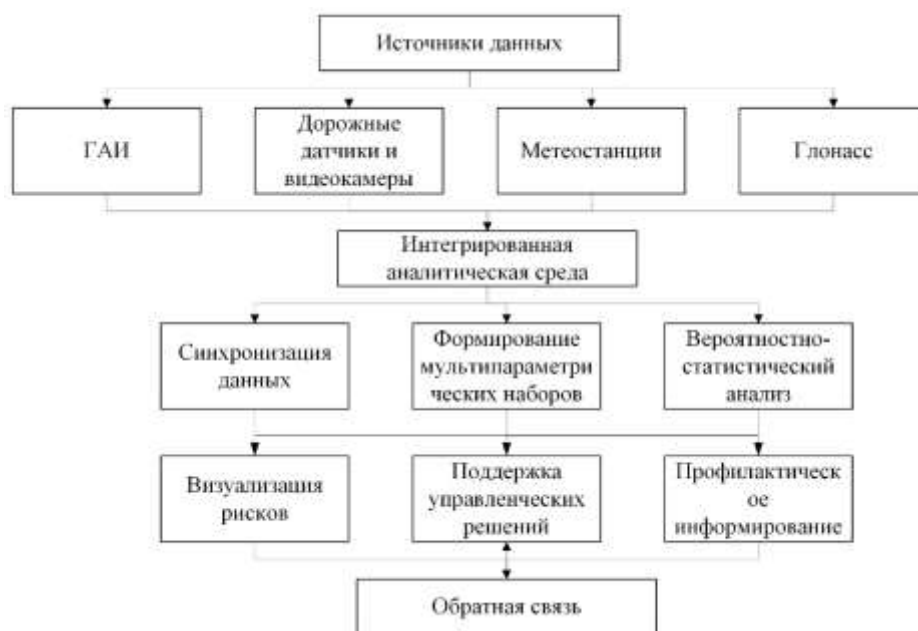 Источники данных
ГАИ
Дорожные
датчики и
видеокамеры
Метеостанции
Глонасс
Интегрированная
аналитическая среда
Синхронизация
данных
Формирование
мультипараметри
ческих наборов
Вероятностно-
статистический
анализ
Визуализация
рисков
Поддержка
управленческих
решений
Профилактическ
ое
информирование
Обратная связь